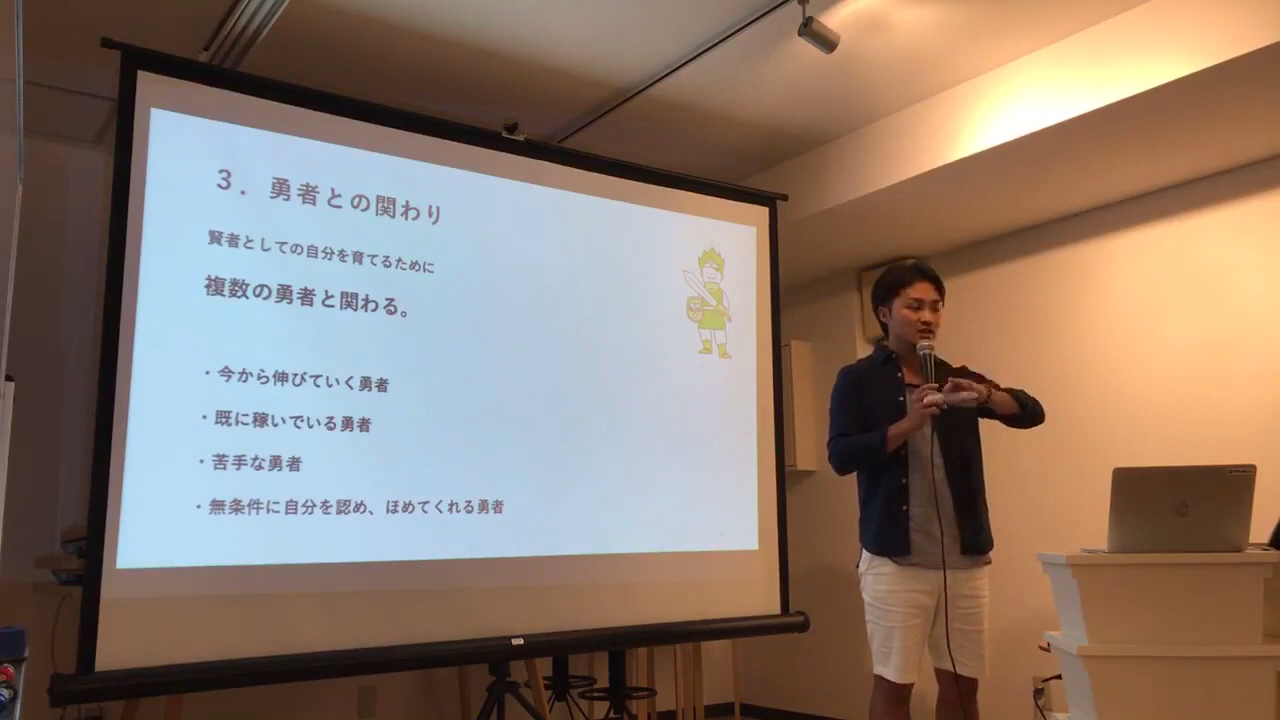 ３．勇者との関わり
賢者としての自分を育てるために
複数の勇者と関わる。
・今から伸びていく勇者
・既に稼いでいる勇者
・苦手な勇者
・無条件に自分を認め、ほめてくれる勇者